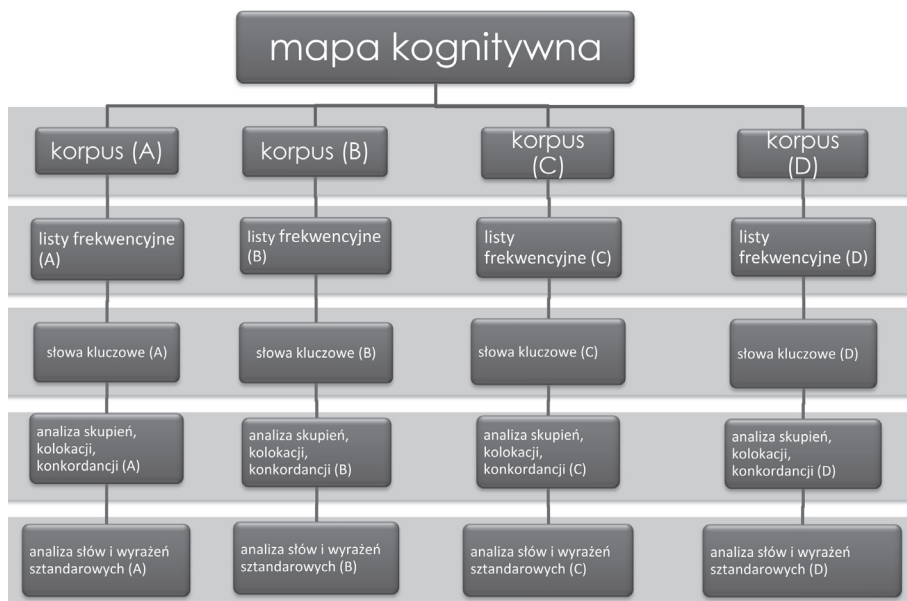 mapa kognitywna
korpus (A)
korpus (B)
korpus
(C)
korpus
(D)
listy frekwencyjne
(A)
listy frekwencyjne
(B)
listy
frekwencyjne (C)
listy
frekwencyjne (D)
słowa kluczowe (A)
słowa kluczowe (B)
słowa kluczowe (C)
słowa kluczowe (D)
analiza skupień,
kolokacji,
konkordancji (A)
analiza skupień,
kolokacji,
konkordancji (B)
analiza skupień,
kolokacji,
konkordancji (C)
analiza skupień,
kolokacji,
konkordancji (D)
analiza słów i wyrażeń
sztandarowych (A)
analiza słów i wyrażeń
sztandarowych (B)
analiza słów i wyrażeń
sztandarowych (C)
analiza słów i wyrażeń
sztandarowych (D)